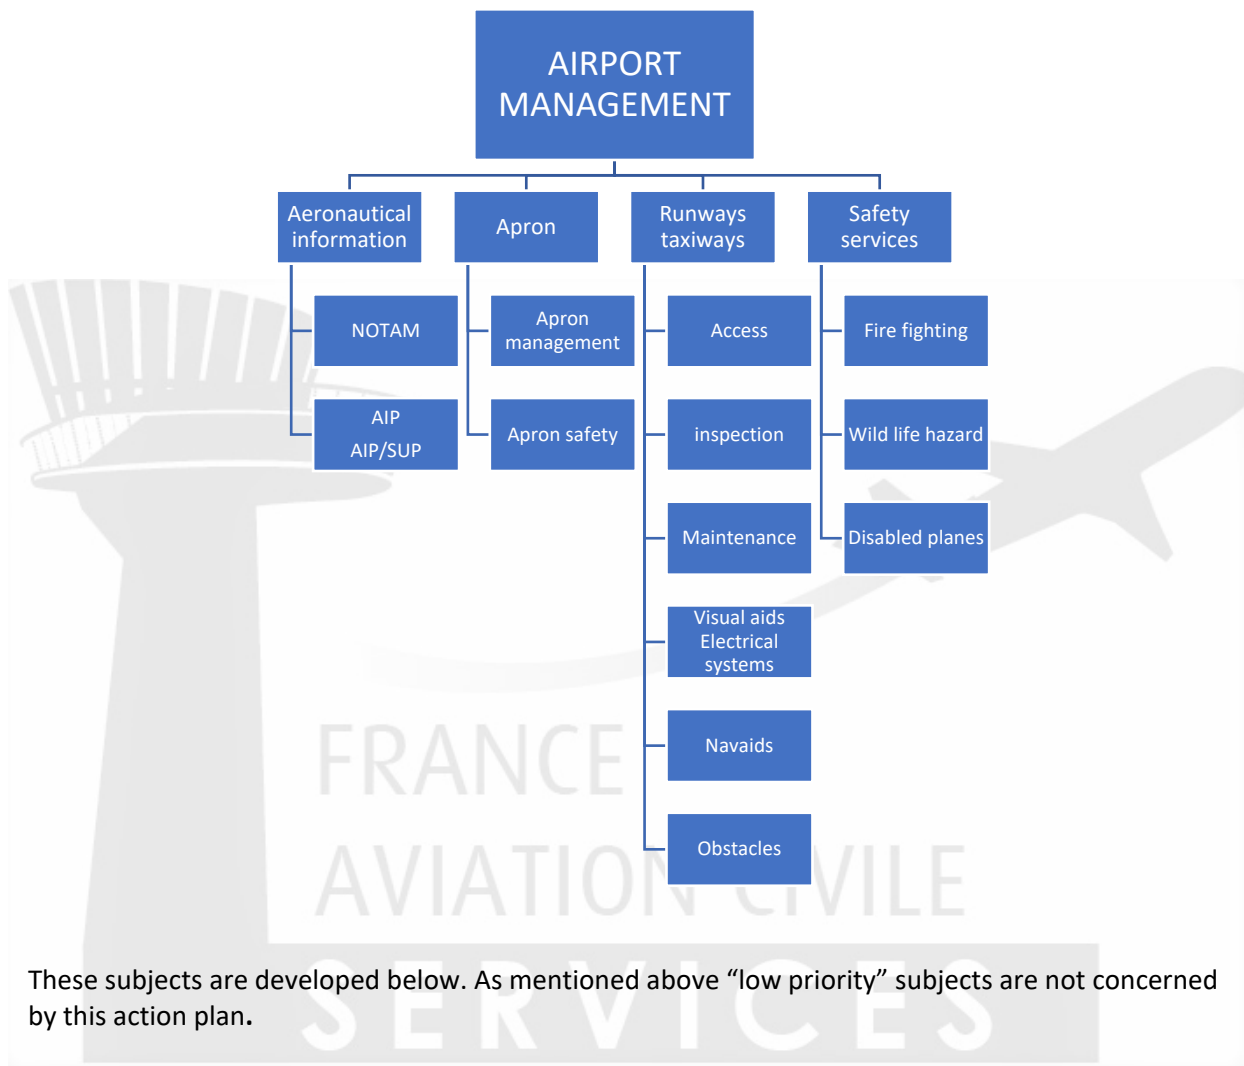 AIRPORT
MANAGEMENT
Aeronautical
information
NOTAM
AIP
AIP/SUP
Apron
Apron
management
Apron safety
Runways
taxiways
Access
inspection
Maintenance
Visual aids
Electrical
systems
Navaids
Obstacles
Safety
services
Fire fighting
Wild life hazard
Disabled planes
FRANCE
AVIATION CIVILE
SERVICES
These subjects are developed below. As mentioned above “low priority” subjects are not concerned
by this action plan.